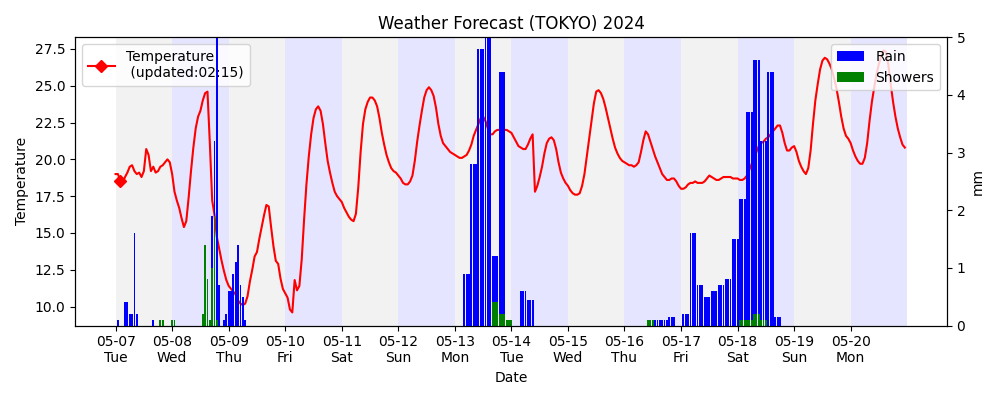 Weather Forecast (TOKYO) 2024
Temperature
(updated:02:15)
Rain
Showers
Temperature
27.5
25.0
22.5
20.0
17.5
15.0
12.5
10.0
5
4
3
2
1
0
mm
05-07 05-08 05-09 05-10 05-11 05-12 05-13 05-14 05-15 05-16 05-17 05-18 05-19 05-20
Tue Wed Thu Fri Sat Sun Mon Tue Wed Thu Fri Sat Sun Mon
Date